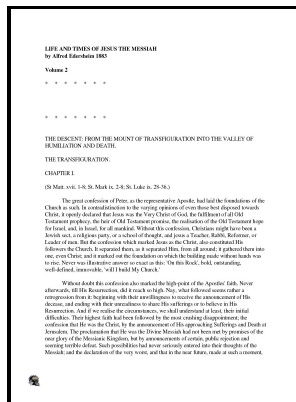 LIFE AND TIMES OF JESUS THE MESSIAH
by Alfred Edersheim 1883
Volume 2
* * * * * * *
* * * * * * *
THE DESCENT: FROM THE MOUNT OF TRANSFIGURATION INTO THE VALLEY OF
HUMILIATION AND DEATH.
THE TRANSFIGURATION.
CHAPTER I.
(St Matt. xvii. 1-8; St. Mark ix. 2-8; St. Luke ix. 28-36.)
The great confession of Peter, as the representative Apostle, had laid the foundations of the
Church as such. In contradistinction to the varying opinions of even those best disposed towards
Christ, it openly declared that Jesus was the Very Christ of God, the fulfilment of all Old
Testament prophecy, the heir of Old Testament promise, the realisation of the Old Testament hope
for Israel, and, in Israel, for all mankind. Without this confession, Christians might have been a
Jewish sect, a religious party, or a school of thought, and Jesus a Teacher, Rabbi, Reformer, or
Leader of men. But the confession which marked Jesus as the Christ, also constituted His
followers the Church. It separated them, as it separated Him, from all around; it gathered them into
one, even Christ; and it marked out the foundation on which the building made without hands was
to rise. Never was illustrative answer so exact as this: 'On this Rock', bold, outstanding,
well-defined, immovable, 'will I build My Church.'
Without doubt this confession also marked the high-point of the Apostles' faith. Never
afterwards, till His Resurrection, did it reach so high. Nay, what followed seems rather a
retrogression from it: beginning with their unwillingness to receive the announcement of His
decease, and ending with their unreadiness to share His sufferings or to believe in His
Resurrection. And if we realise the circumstances, we shall understand at least, their initial
difficulties. Their highest faith had been followed by the most crushing disappointment; the
confession that He was the Christ, by the announcement of His approaching Sufferings and Death at
Jerusalem. The proclamation that He was the Divine Messiah had not been met by promises of the
near glory of the Messianic Kingdom, but by announcements of certain, public rejection and
seeming terrible defeat. Such possibilities had never seriously entered into their thoughts of the
Messiah; and the declaration of the very worst, and that in the near future, made at such a moment,